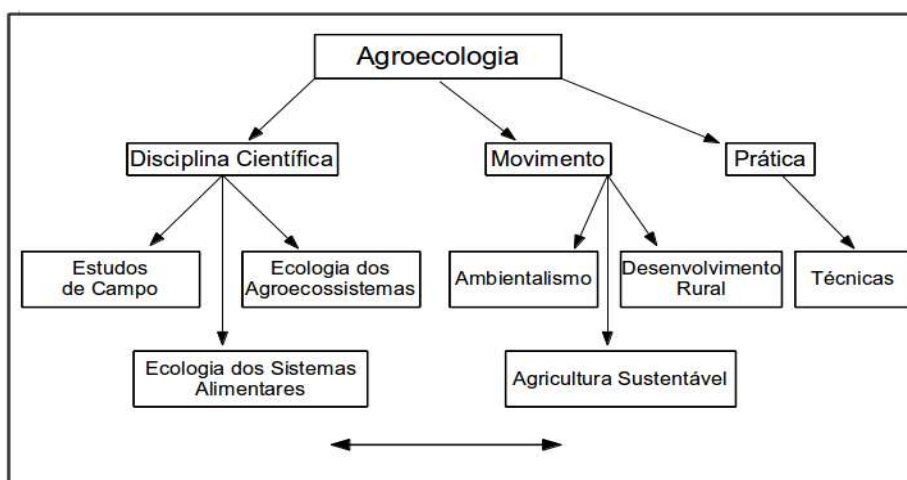 Agroecologia
Disciplina Científica
Movimento
Prática
Estudos
de Campo
Ecologia dos
Agroecossistemas
Ambientalismo
Desenvolvimento
Rural
Técnicas
Ecologia dos Sistemas
Alimentares
Agricultura Sustentável